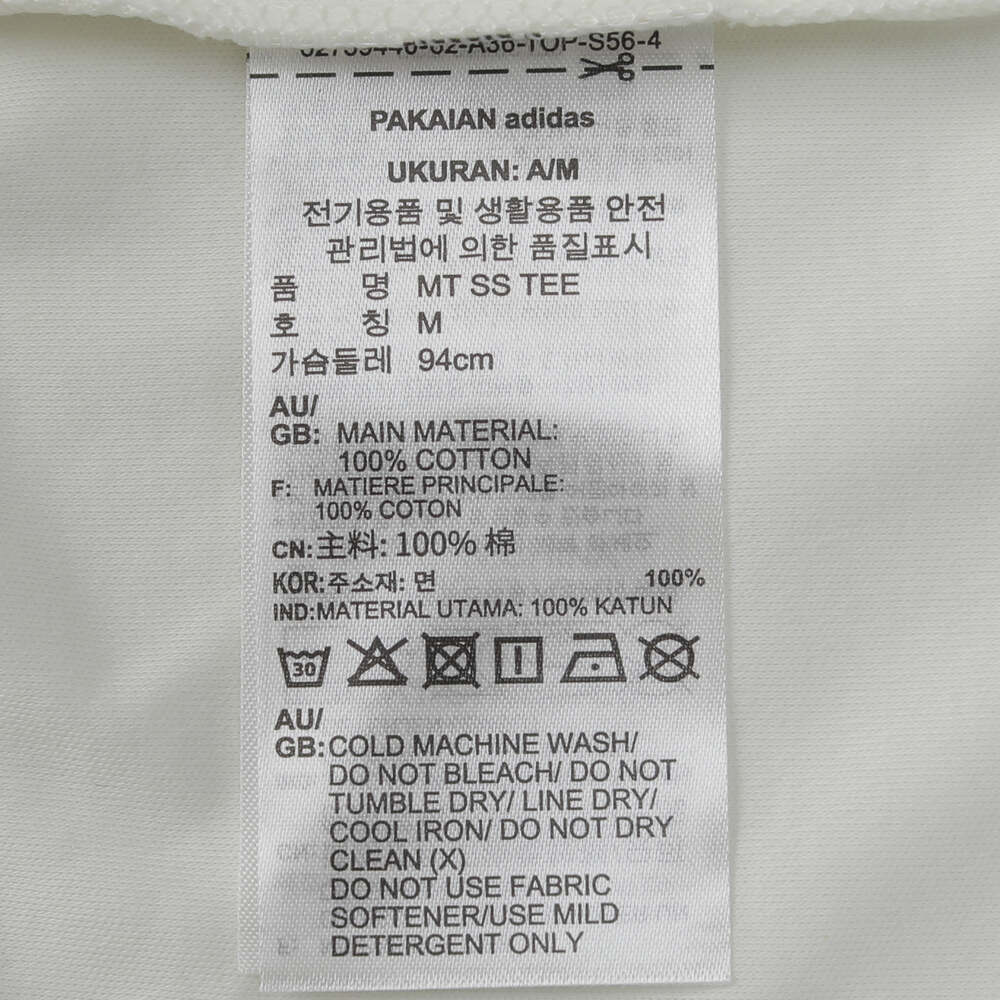 -A36-TOP-S56-4
PAKAIAN adidas
UKURAN: A/M
전기용품 및 생활용품 안전
관리법에 의한 품질표시
품 명 MT SS TEE
호 칭 M
가슴둘레 94cm
AU/
GB: MAIN MATERIAL:
100% COTTON
F: MATIERE PRINCIPALE:
100% COTON
CN: 主料: 100% 棉
KOR: 주소재: 면 100%
IND: MATERIAL UTAMA: 100% KATUN
30
AU/
GB: COLD MACHINE WASH/
DO NOT BLEACH/ DO NOT
TUMBLE DRY/ LINE DRY/
COOL IRON/ DO NOT DRY
CLEAN (X)
DO NOT USE FABRIC
SOFTENER/USE MILD
DETERGENT ONLY